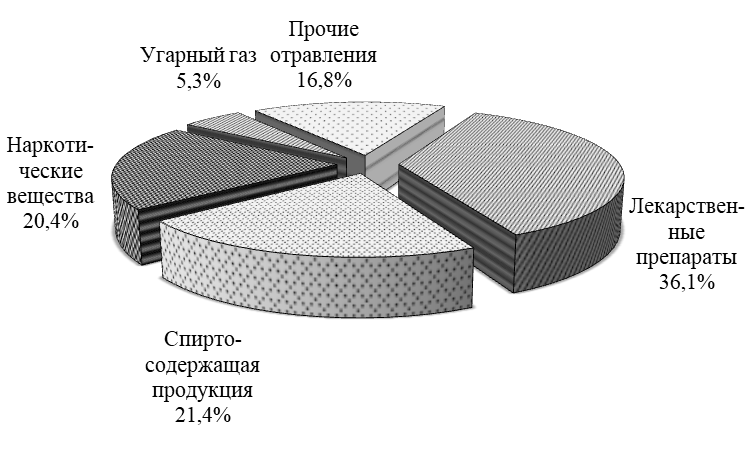 Прочие
отравления
16,8%
Угарный газ
5,3%
Наркоти-
ческие
вещества
20,4%
Лекарствен-
ные
препараты
36,1%
Спирто-
содержащая
продукция
21,4%